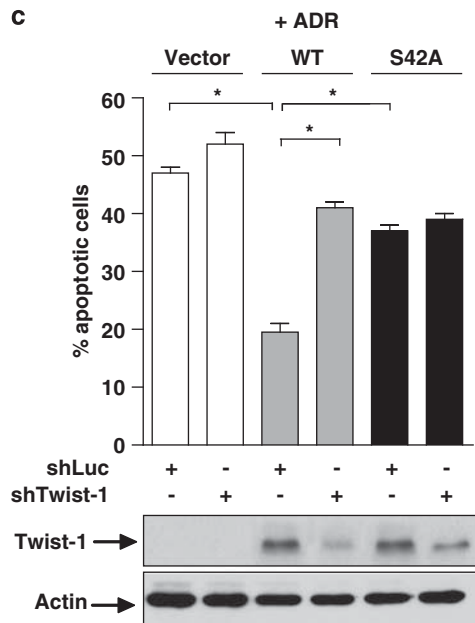 c
+ ADR
Vector WT S42A
* * *
60
50
40
30
20
10
0
% apoptotic cells
shLuc + - + - + -
shTwist-1 - + - + - +
Twist-1
Actin